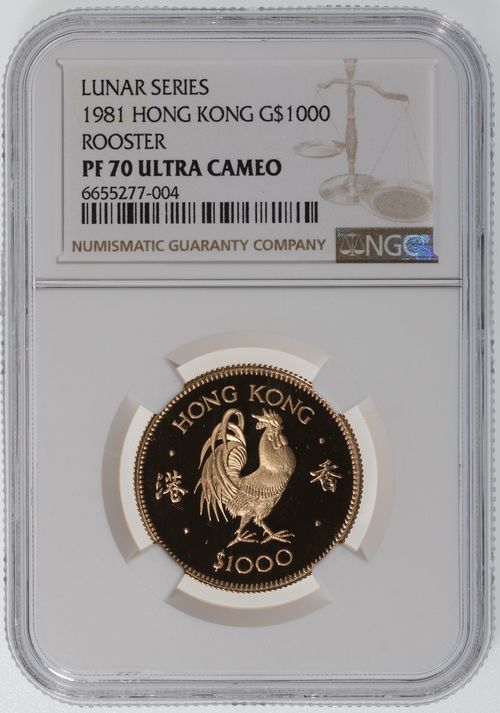 LUNAR SERIES
1981 HONG KONG G$1000
ROOSTER
PF 70 ULTRA CAMEO
6655277-004
NUMISMATIC GUARANTY COMPANY
NGC
HONG KONG
港 香
$1000